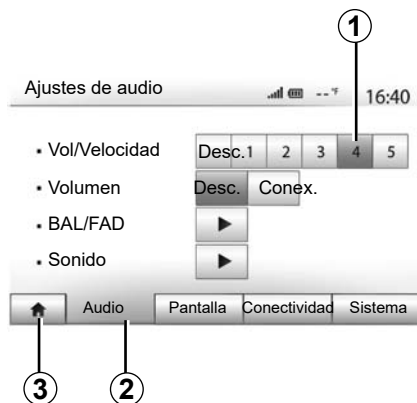 1
Ajustes de audio --°F 16:40
Vol/Velocidad Desc. 1 2 3 4 5
Volumen Desc. Conex.
BAL/FAD
Sonido
Audio Pantalla Conectividad Sistema
3 2